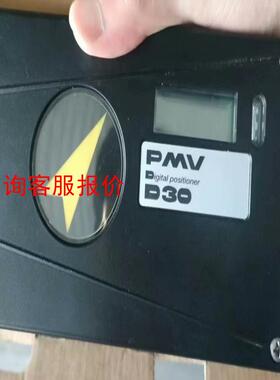 PMV
Digital positioner
D30
询客服报价